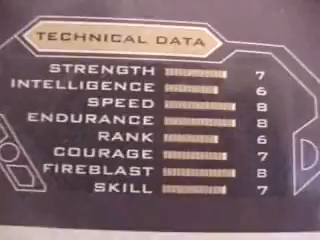 TECHNICAL DATA
STRENGTH 7
INTELLIGENCE 6
SPEED 8
ENDURANCE 8
RANK 6
COURAGE 7
FIREBLAST 8
SKILL 7